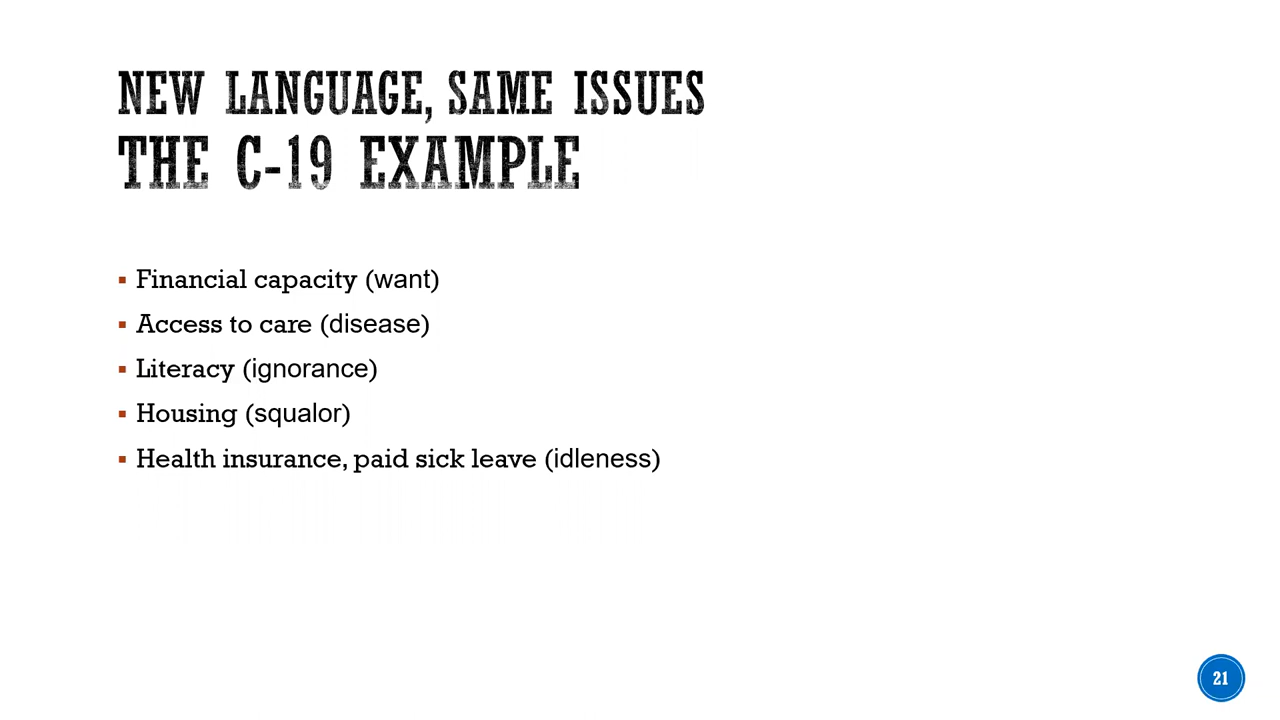 NEW LANGUAGE, SAME ISSUES
THE C-19 EXAMPLE
Financial capacity (want)
Access to care (disease)
Literacy (ignorance)
Housing (squalor)
Health insurance, paid sick leave (idleness)
21